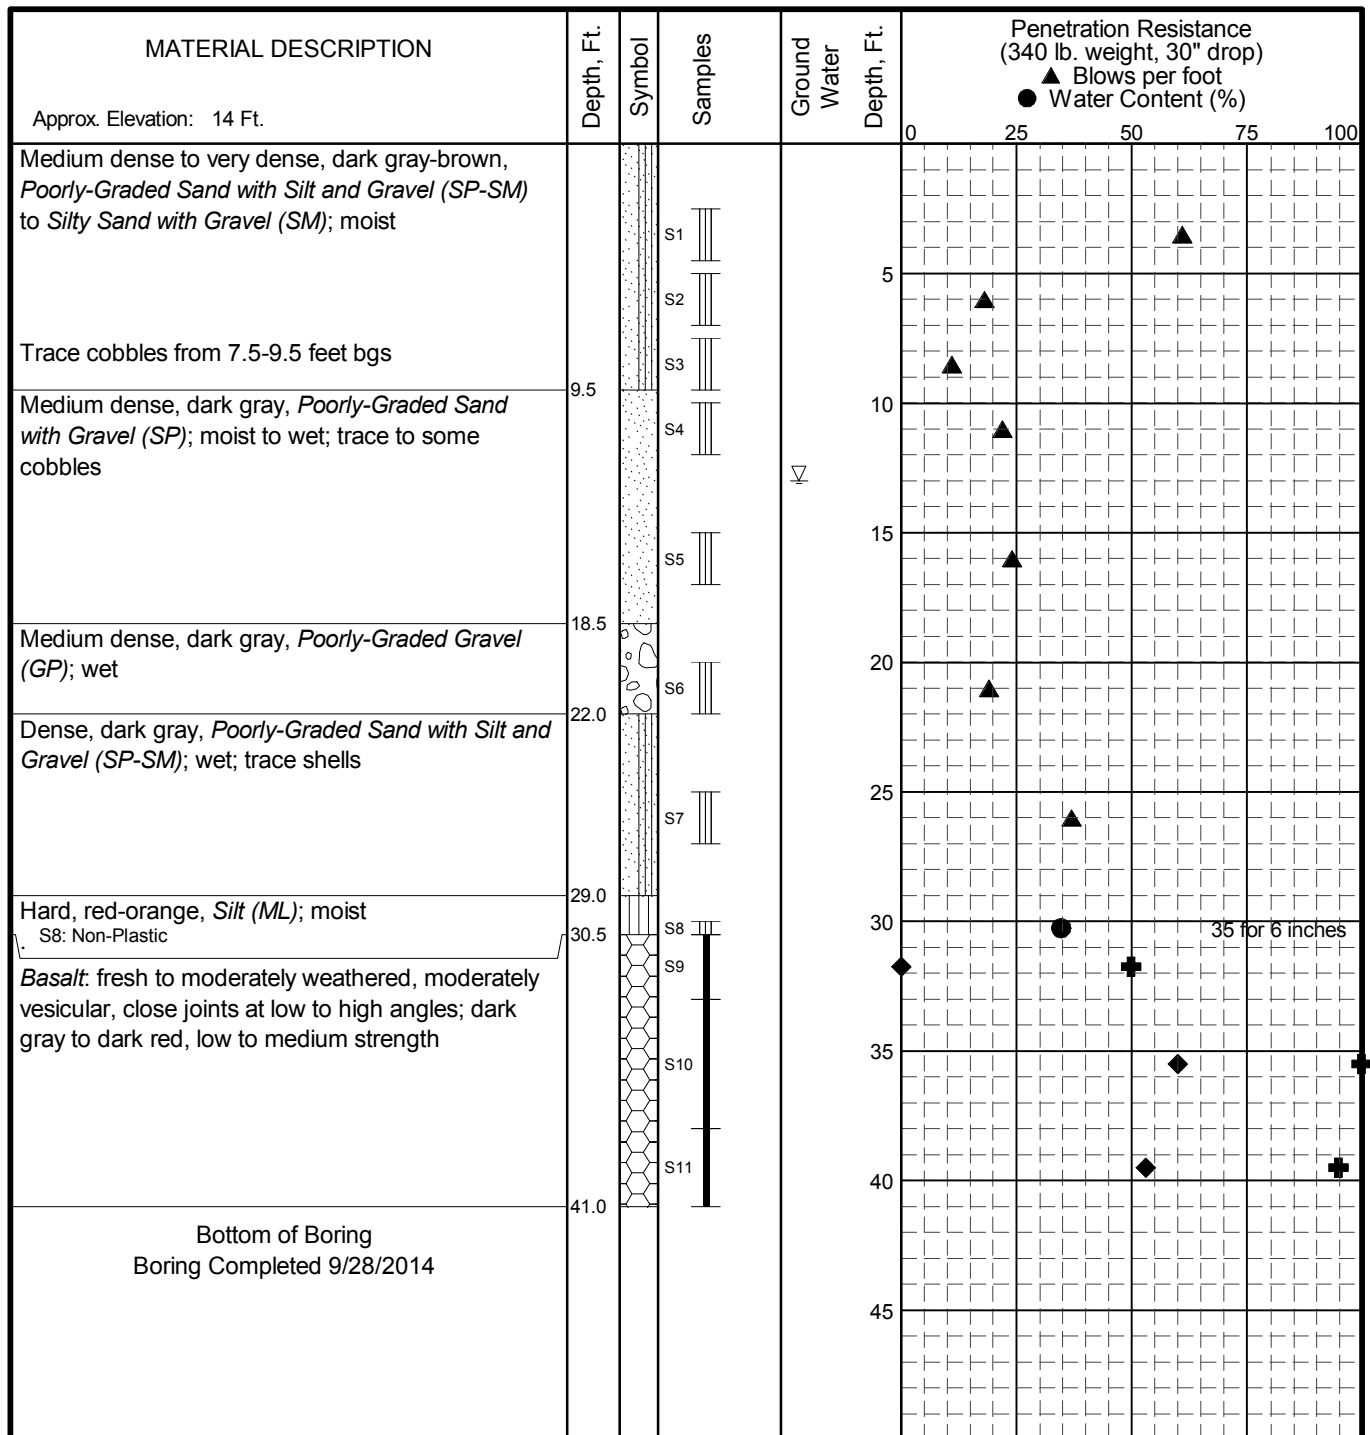 MATERIAL DESCRIPTION
Approx. Elevation: 14 Ft.
Depth, Ft.
Symbol
Samples
Ground
Water
Depth, Ft.
Penetration Resistance
(340 lb. weight, 30" drop)
▲ Blows per foot
● Water Content (%)
0 25 50 75 100
Medium dense to very dense, dark gray-brown,
Poorly-Graded Sand with Silt and Gravel (SP-SM)
to Silty Sand with Gravel (SM); moist
S1
5
S2
Trace cobbles from 7.5-9.5 feet bgs
S3
9.5
Medium dense, dark gray, Poorly-Graded Sand
with Gravel (SP); moist to wet; trace to some
cobbles
10
S4
15
S5
18.5
Medium dense, dark gray, Poorly-Graded Gravel
(GP); wet
20
S6
22.0
Dense, dark gray, Poorly-Graded Sand with Silt and
Gravel (SP-SM); wet; trace shells
25
S7
29.0
Hard, red-orange, Silt (ML); moist
S8: Non-Plastic
.
S8
30
35 for 6 inches
30.5
Basalt: fresh to moderately weathered, moderately
vesicular, close joints at low to high angles; dark
gray to dark red, low to medium strength
S9
35
S10
S11
40
41.0
Bottom of Boring
Boring Completed 9/28/2014
45